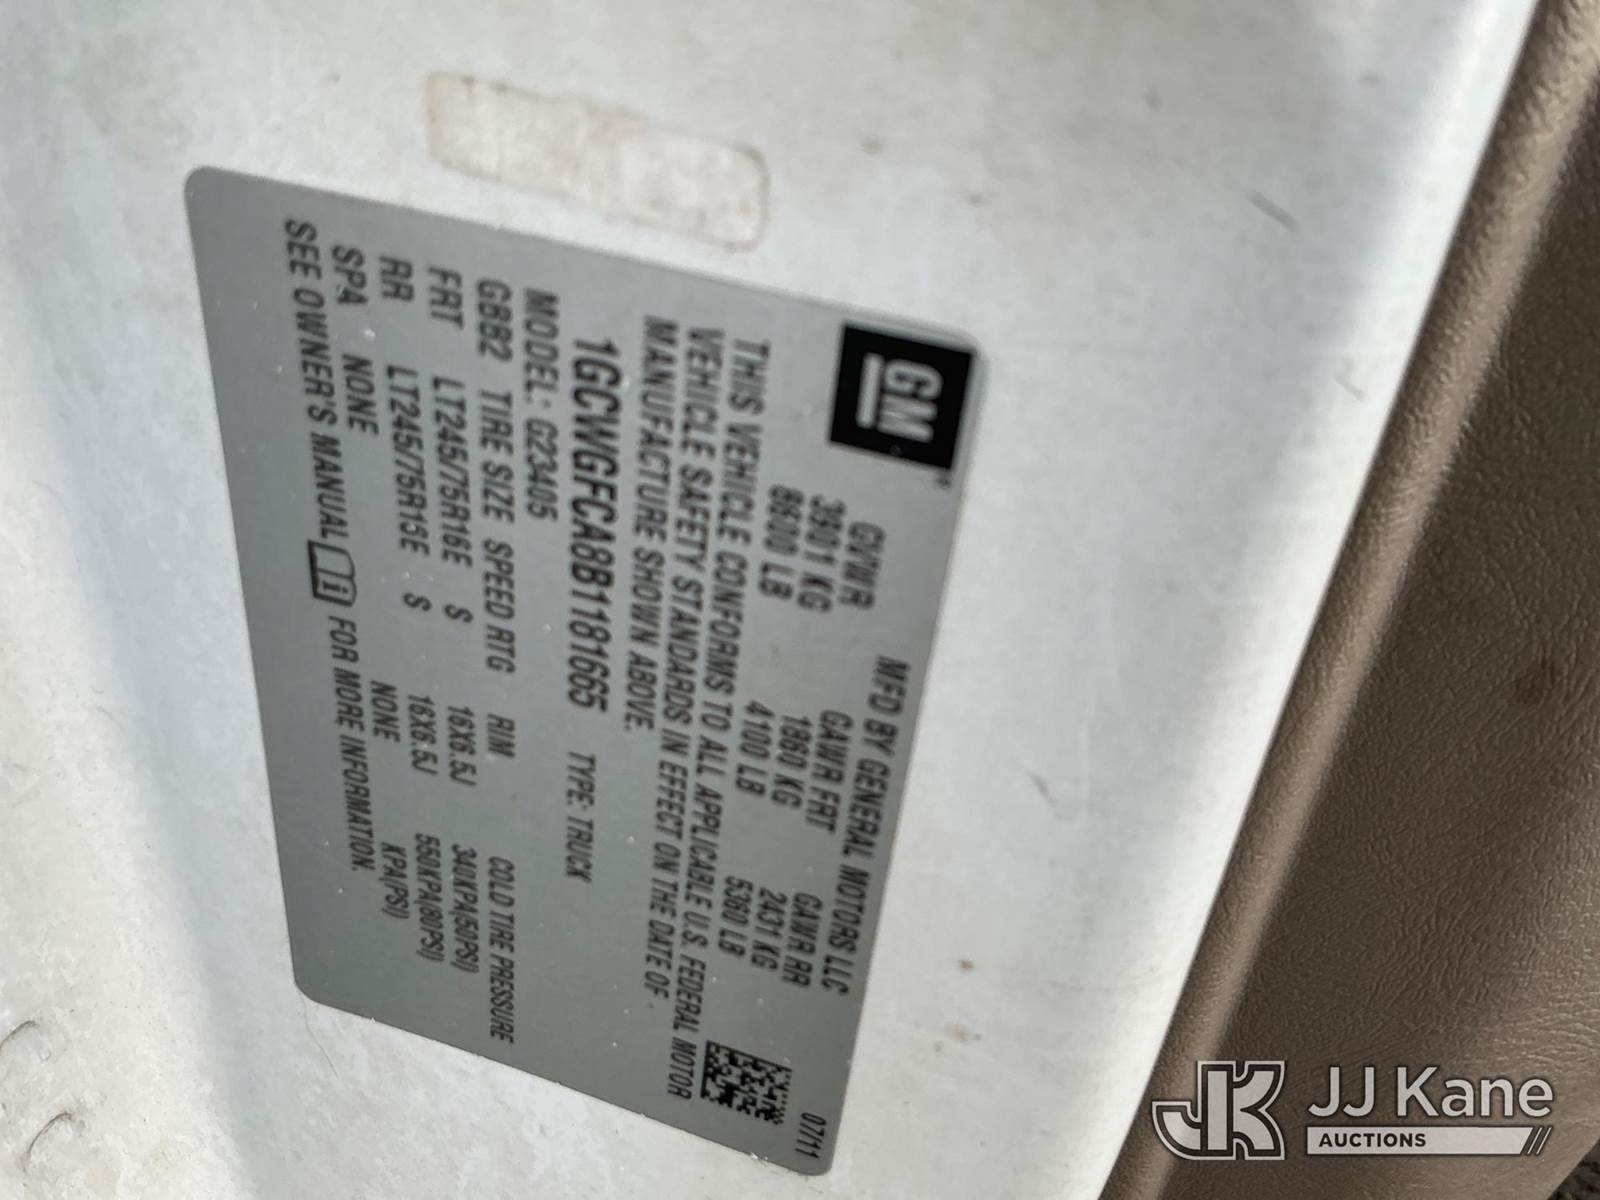 GM
MFD BY GENERAL MOTORS LLC 07/11
GVWR GAWR FRT GAWR RR
3901 KG 1860 KG 2431 KG
8600 LB 4100 LB 5360 LB
THIS VEHICLE CONFORMS TO ALL APPLICABLE U.S. FEDERAL MOTOR
VEHICLE SAFETY STANDARDS IN EFFECT ON THE DATE OF
MANUFACTURE SHOWN ABOVE.
1GCWGFCA8B1181665 TYPE: TRUCK
MODEL: G23405
GBB2 TIRE SIZE SPEED RTG RIM COLD TIRE PRESSURE
FRT LT245/75R16E S 16X6.5J 340KPA(50PSI)
RR LT245/75R16E S 16X6.5J 550KPA(80PSI)
SPA NONE NONE KPA(PSI)
SEE OWNER'S MANUAL FOR MORE INFORMATION.
JK JJ Kane
AUCTIONS